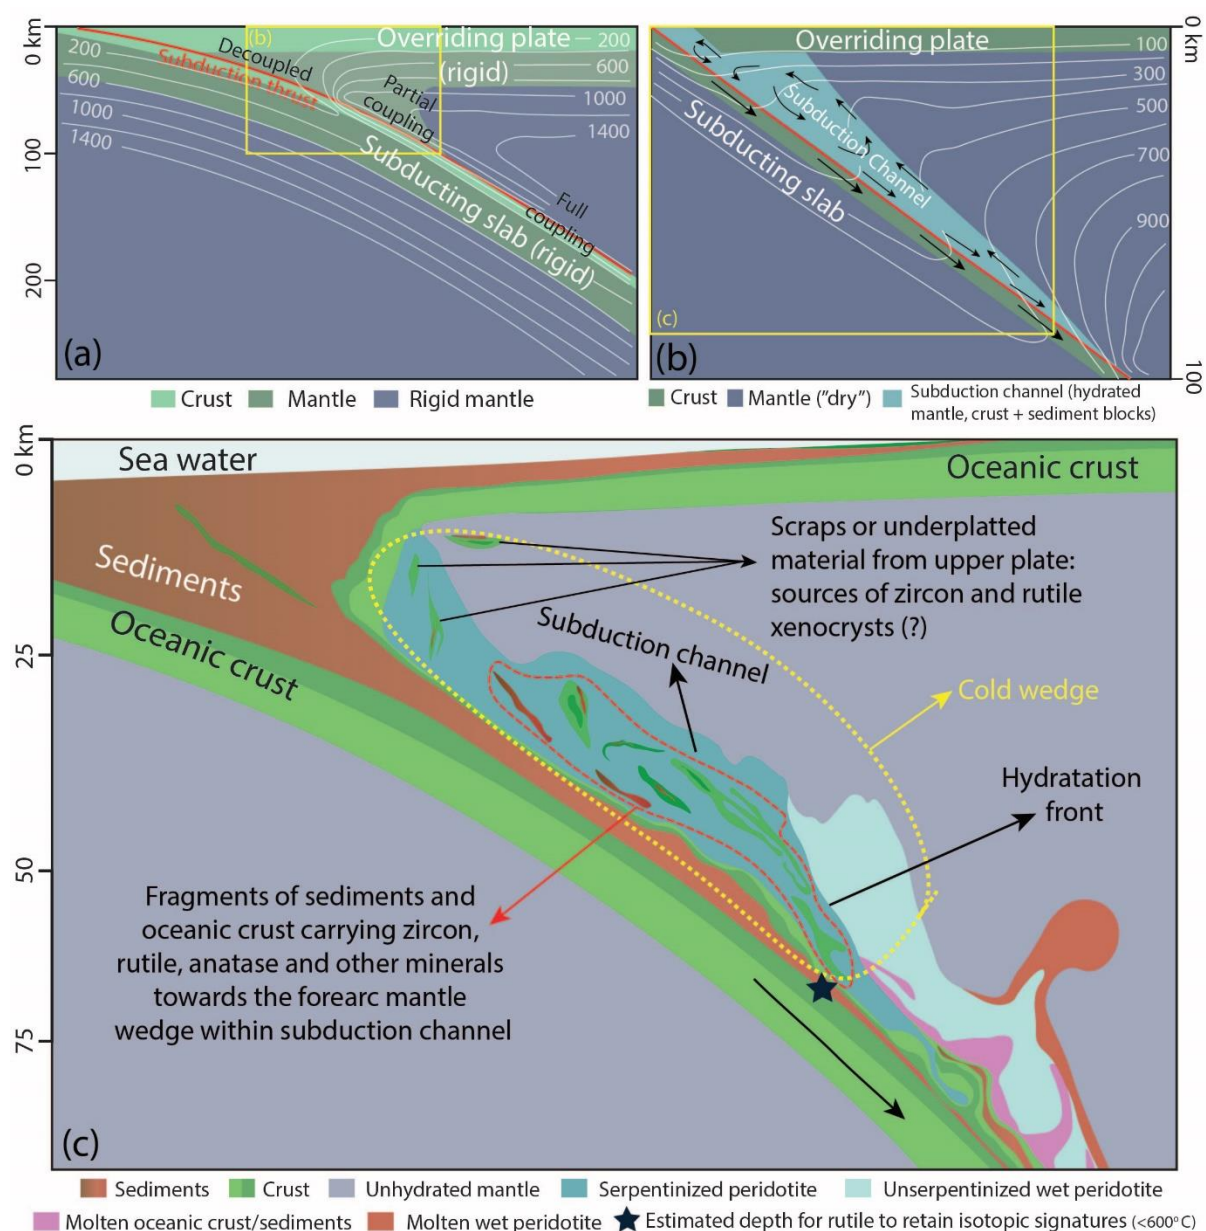 0 km
200
600
1000
1400
100
200
(b)
Decoupled
Subduction thrust
Overriding plate
200
(rigid)
600
Partial
coupling
1000
1400
Full
coupling
Subducting slab (rigid)
(a)
Crust
Mantle
Rigid mantle
0 km
Overriding plate
100
300
500
700
900
Subduction Channel
Subducting slab
(c)
(b)
100
Crust
Mantle ("dry")
Subduction channel (hydrated
mantle, crust + sediment blocks)
0 km
25
50
75
Sea water
Oceanic crust
Sediments
Oceanic crust
Scraps or underplatted
material from upper plate:
sources of zircon and rutile
xenocrysts (?)
Subduction channel
Cold wedge
Hydratation
front
Fragments of sediments and
oceanic crust carrying zircon,
rutile, anatase and other minerals
towards the forearc mantle
wedge within subduction channel
(c)
Sediments
Crust
Unhydrated mantle
Serpentinized peridotite
Unserpentinized wet peridotite
Molten oceanic crust/sediments
Molten wet peridotite
Estimated depth for rutile to retain isotopic signatures (<600°C)